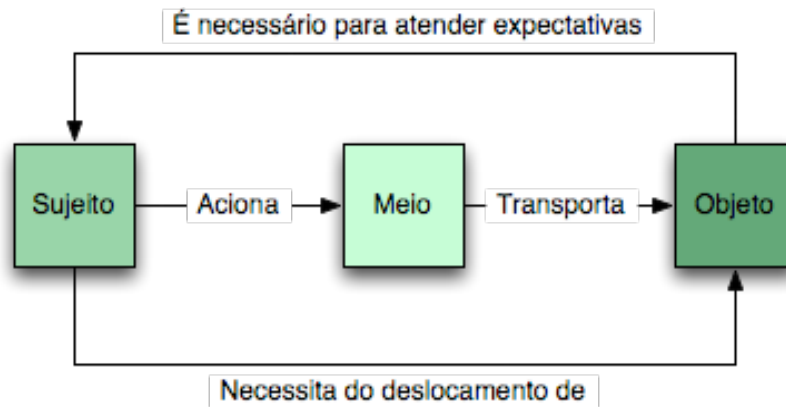 É necessário para atender expectativas
Sujeito
Aciona
Meio
Transporta
Objeto
Necessita do deslocamento de